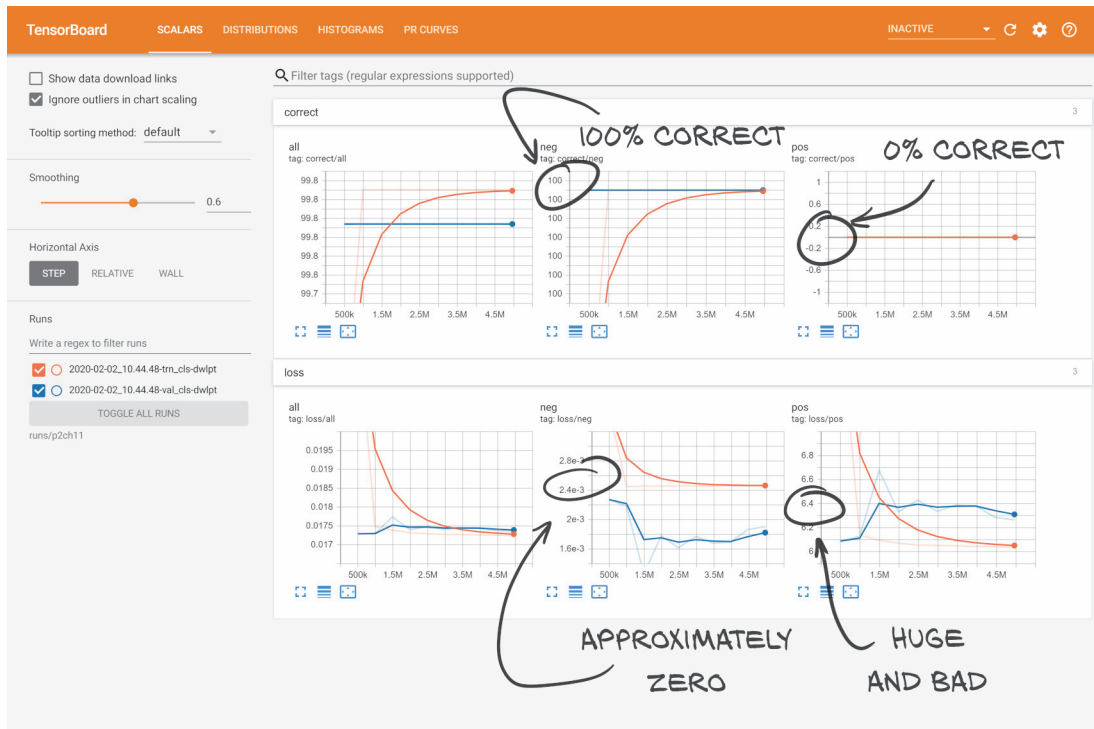 TensorBoard SCALARS DISTRIBUTIONS HISTOGRAMS PR CURVES INACTIVE
Show data download links
Ignore outliers in chart scaling
Tooltip sorting method: default
Smoothing
0.6
Horizontal Axis
STEP RELATIVE WALL
Runs
Write a regex to filter runs
2020-02-02_10.44.48-trn_cls-dwlpt
2020-02-02_10.44.48-val_cls-dwlpt
TOGGLE ALL RUNS
runs/p2ch11
Filter tags (regular expressions supported)
correct 3
100% CORRECT
0% CORRECT
all
tag: correct/all
99.8
99.8
99.8
99.8
99.8
99.8
99.7
500k 1.5M 2.5M 3.5M 4.5M
neg
tag: correct/neg
100
100
100
100
100
100
100
500k 1.5M 2.5M 3.5M 4.5M
pos
tag: correct/pos
1
0.6
0.2
-0.2
-0.6
-1
500k 1.5M 2.5M 3.5M 4.5M
loss 3
all
tag: loss/all
0.0195
0.019
0.0185
0.018
0.0175
0.017
500k 1.5M 2.5M 3.5M 4.5M
neg
tag: loss/neg
2.8e-3
2.4e-3
2e-3
1.6e-3
500k 1.5M 2.5M 3.5M 4.5M
pos
tag: loss/pos
6.8
6.6
6.4
6.2
6
500k 1.5M 2.5M 3.5M 4.5M
APPROXIMATELY
ZERO
HUGE
AND BAD